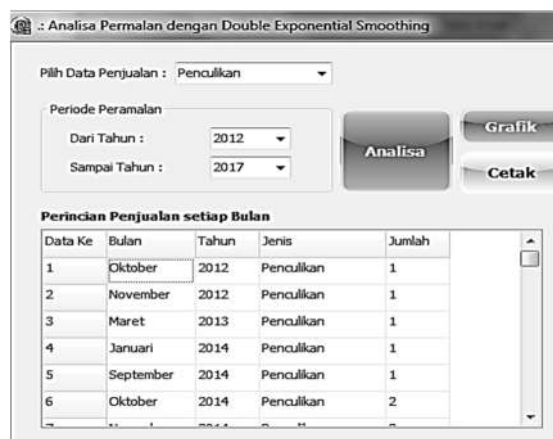 .: Analisa Permalan dengan Double Exponential Smoothing
Pilih Data Penjualan : Penculikan
Periode Peramalan
Dari Tahun : 2012
Sampai Tahun : 2017
Analisa
Grafik
Cetak
Perincian Penjualan setiap Bulan
Data Ke Bulan Tahun Jenis Jumlah
1 Oktober 2012 Penculikan 1
2 November 2012 Penculikan 1
3 Maret 2013 Penculikan 1
4 Januari 2014 Penculikan 1
5 September 2014 Penculikan 1
6 Oktober 2014 Penculikan 2